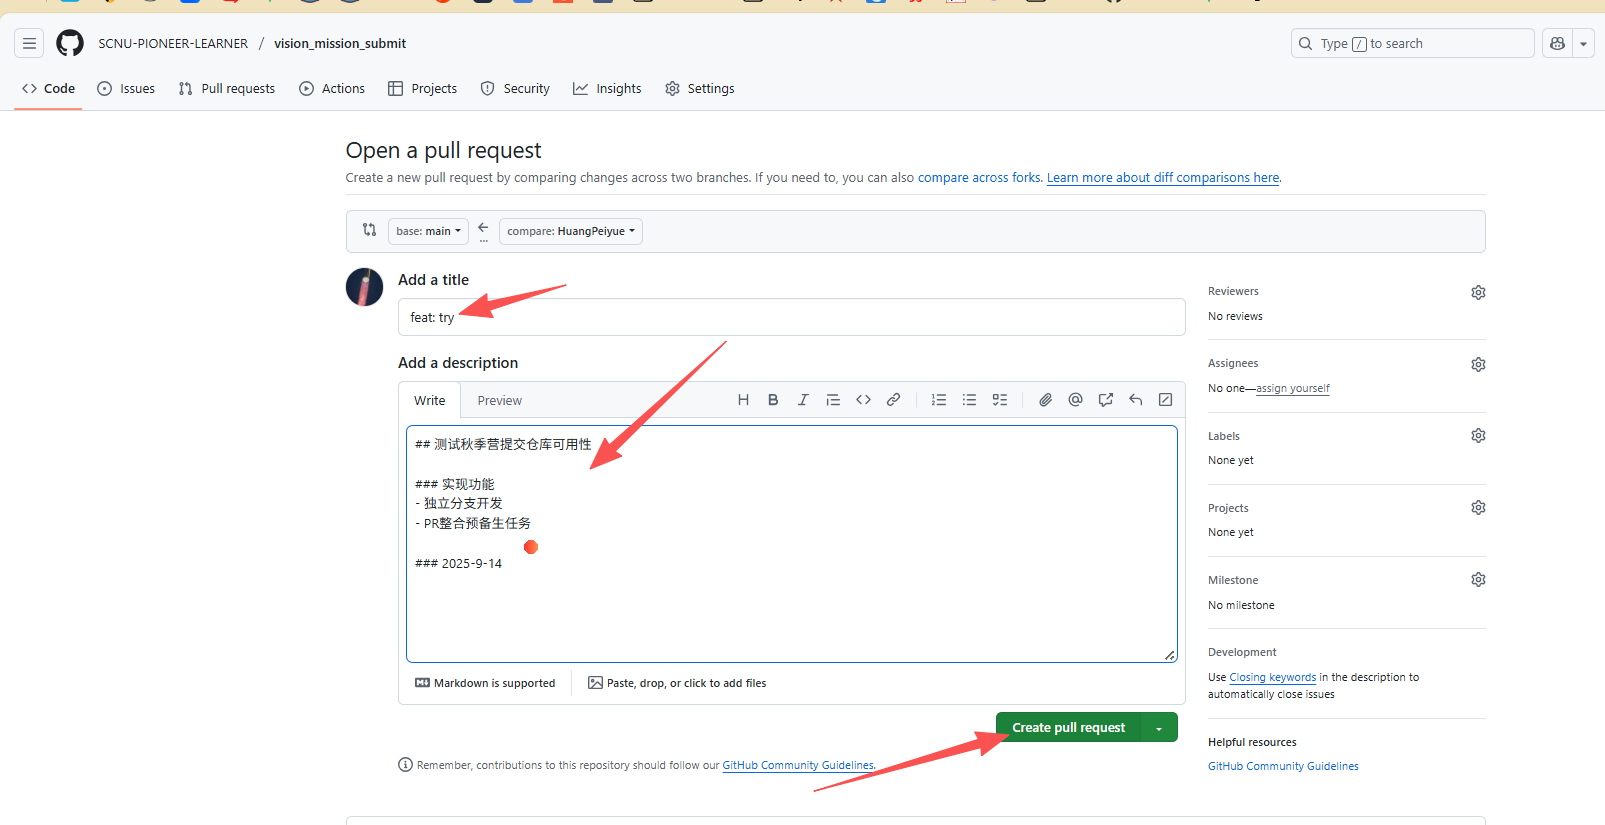 SCNU-PIONEER-LEARNER / vision_mission_submit
Type / to search
Code Issues Pull requests Actions Projects Security Insights Settings
Open a pull request
Create a new pull request by comparing changes across two branches. If you need to, you can also compare across forks. Learn more about diff comparisons here.
base: main compare: HuangPeiyue
Add a title
feat: try
Add a description
Write Preview
## 测试秋季营提交仓库可用性
### 实现功能
- 独立分支开发
- PR整合预备生任务
### 2025-9-14
Markdown is supported
Paste, drop, or click to add files
Create pull request
Remember, contributions to this repository should follow our GitHub Community Guidelines.
Reviewers
No reviews
Assignees
No one—assign yourself
Labels
None yet
Projects
None yet
Milestone
No milestone
Development
Use Closing keywords in the description to
automatically close issues
Helpful resources
GitHub Community Guidelines